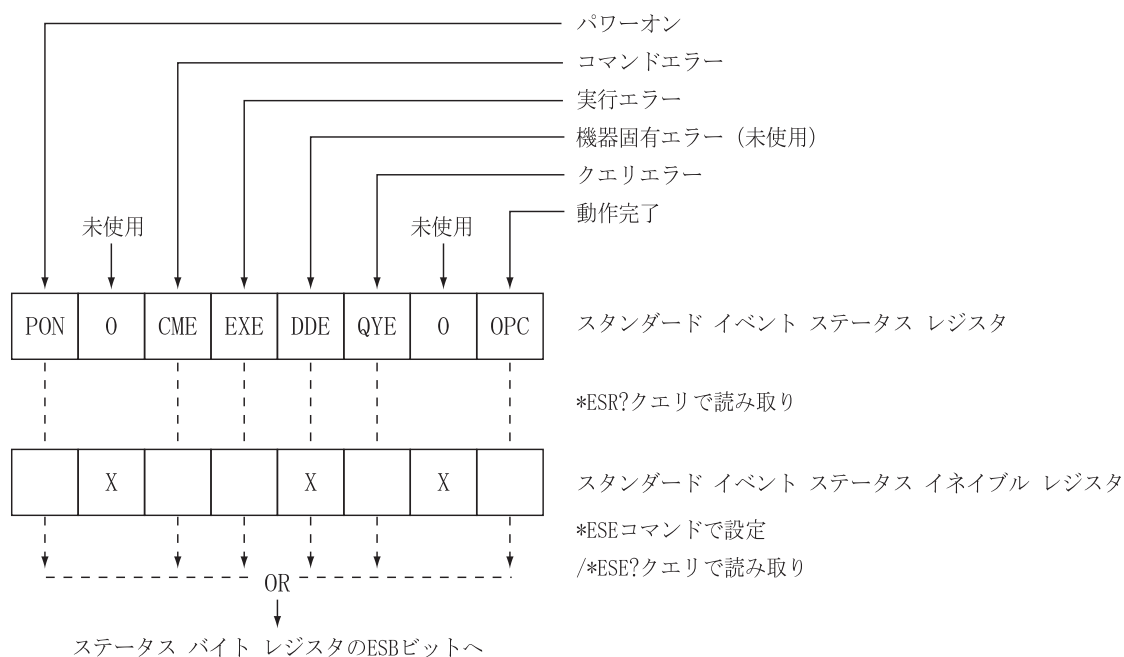 パワーオン
コマンドエラー
実行エラー
機器固有エラー（未使用）
クエリエラー
動作完了
未使用 未使用
PON 0 CME EXE DDE QYE 0 OPC
スタンダード イベント ステータス レジスタ
*ESR?クエリで読み取り
X X X
スタンダード イベント ステータス イネイブル レジスタ
*ESEコマンドで設定
/*ESE?クエリで読み取り
OR
ステータス バイト レジスタのESBビットへ